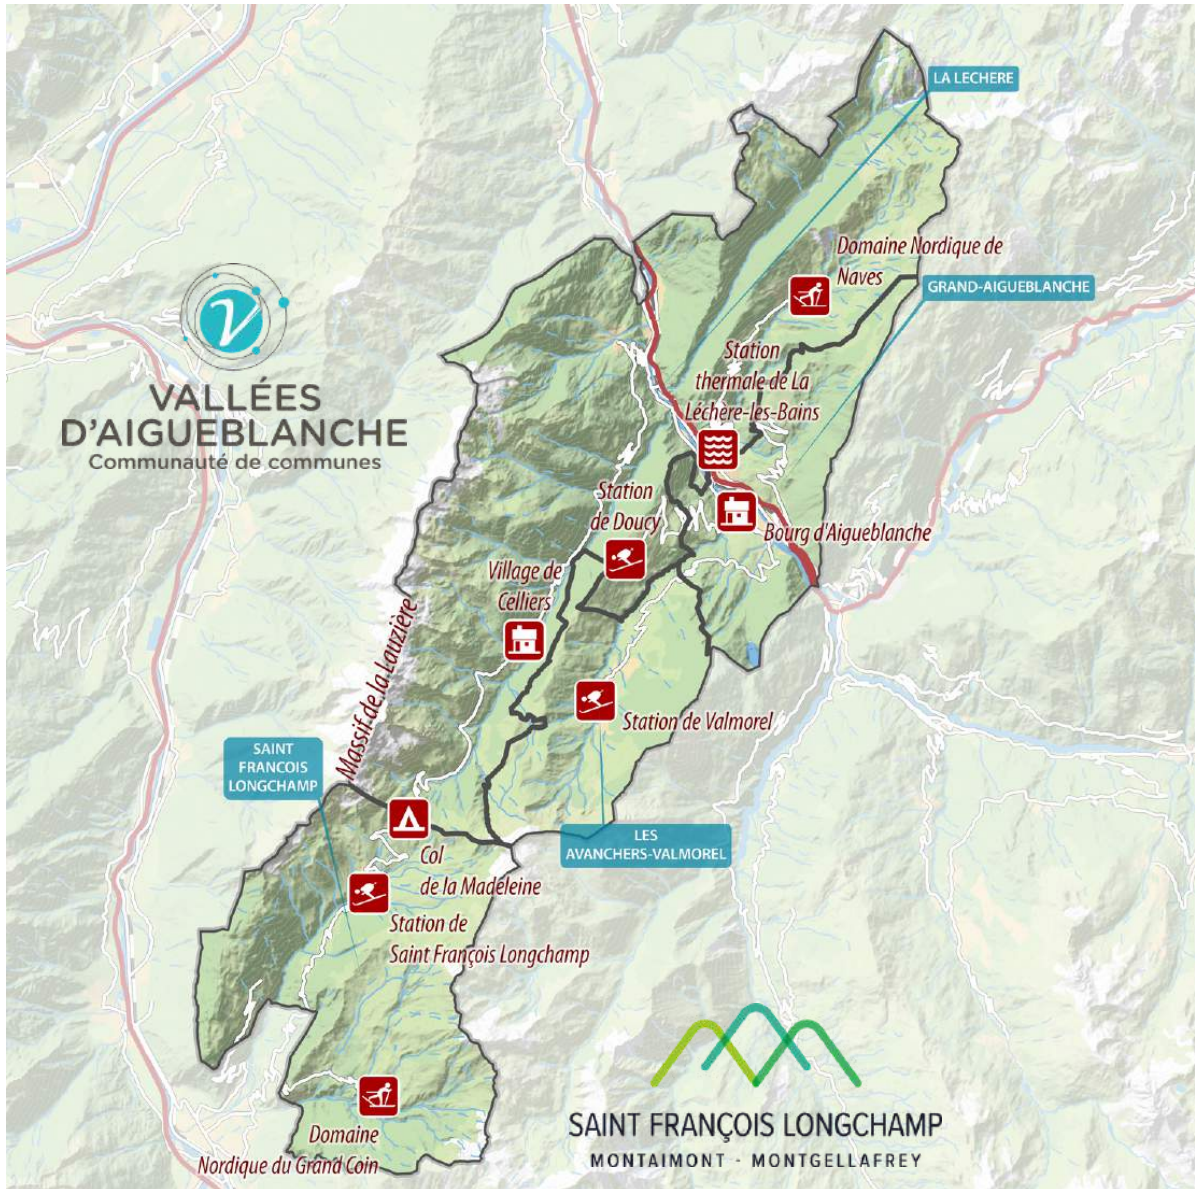 LA LECHERE
Domaine Nordique de
Naves
GRAND-AIGUEBLANCHE
Station
thermale de La
Léchère-les-Bains
VALLÉES
D'AIGUEBLANCHE
Communauté de communes
Station
de Doucy
Bourg d'Aigueblanche
Village de
Celliers
Massif de la Lauzière
Station de Valmorel
SAINT
FRANCOIS
LONGCHAMP
LES
AVANCHERS-VALMOREL
Col
de la Madeleine
Station de
Saint François Longchamp
Domaine
Nordique du Grand Coin
SAINT FRANÇOIS LONGCHAMP
MONTAIMONT - MONTGELLAFREY